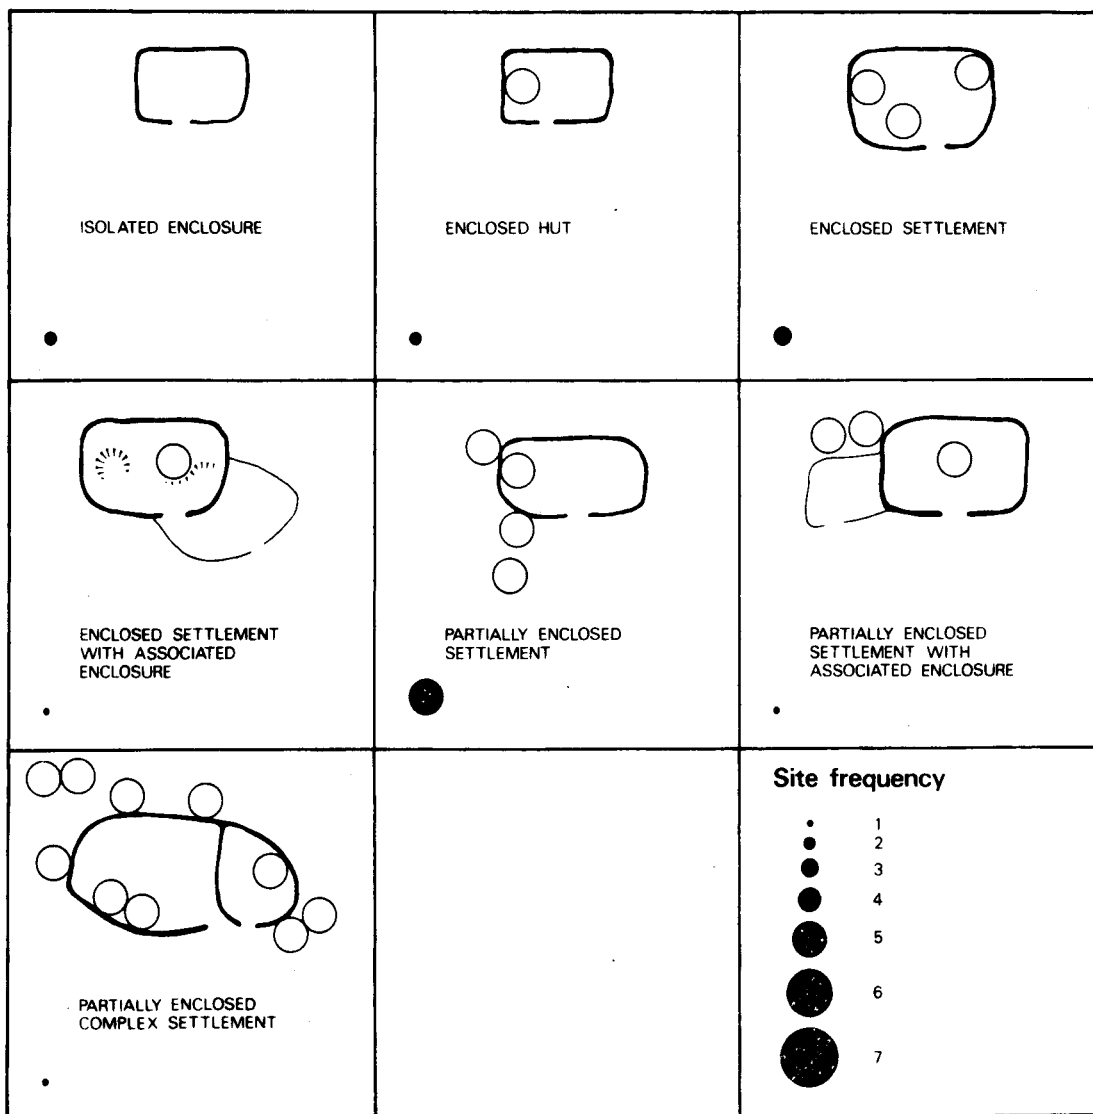 ISOLATED ENCLOSURE
ENCLOSED HUT
ENCLOSED SETTLEMENT
ENCLOSED SETTLEMENT
WITH ASSOCIATED
ENCLOSURE
PARTIALLY ENCLOSED
SETTLEMENT
PARTIALLY ENCLOSED
SETTLEMENT WITH
ASSOCIATED ENCLOSURE
PARTIALLY ENCLOSED
COMPLEX SETTLEMENT
Site frequency
1
2
3
4
5
6
7